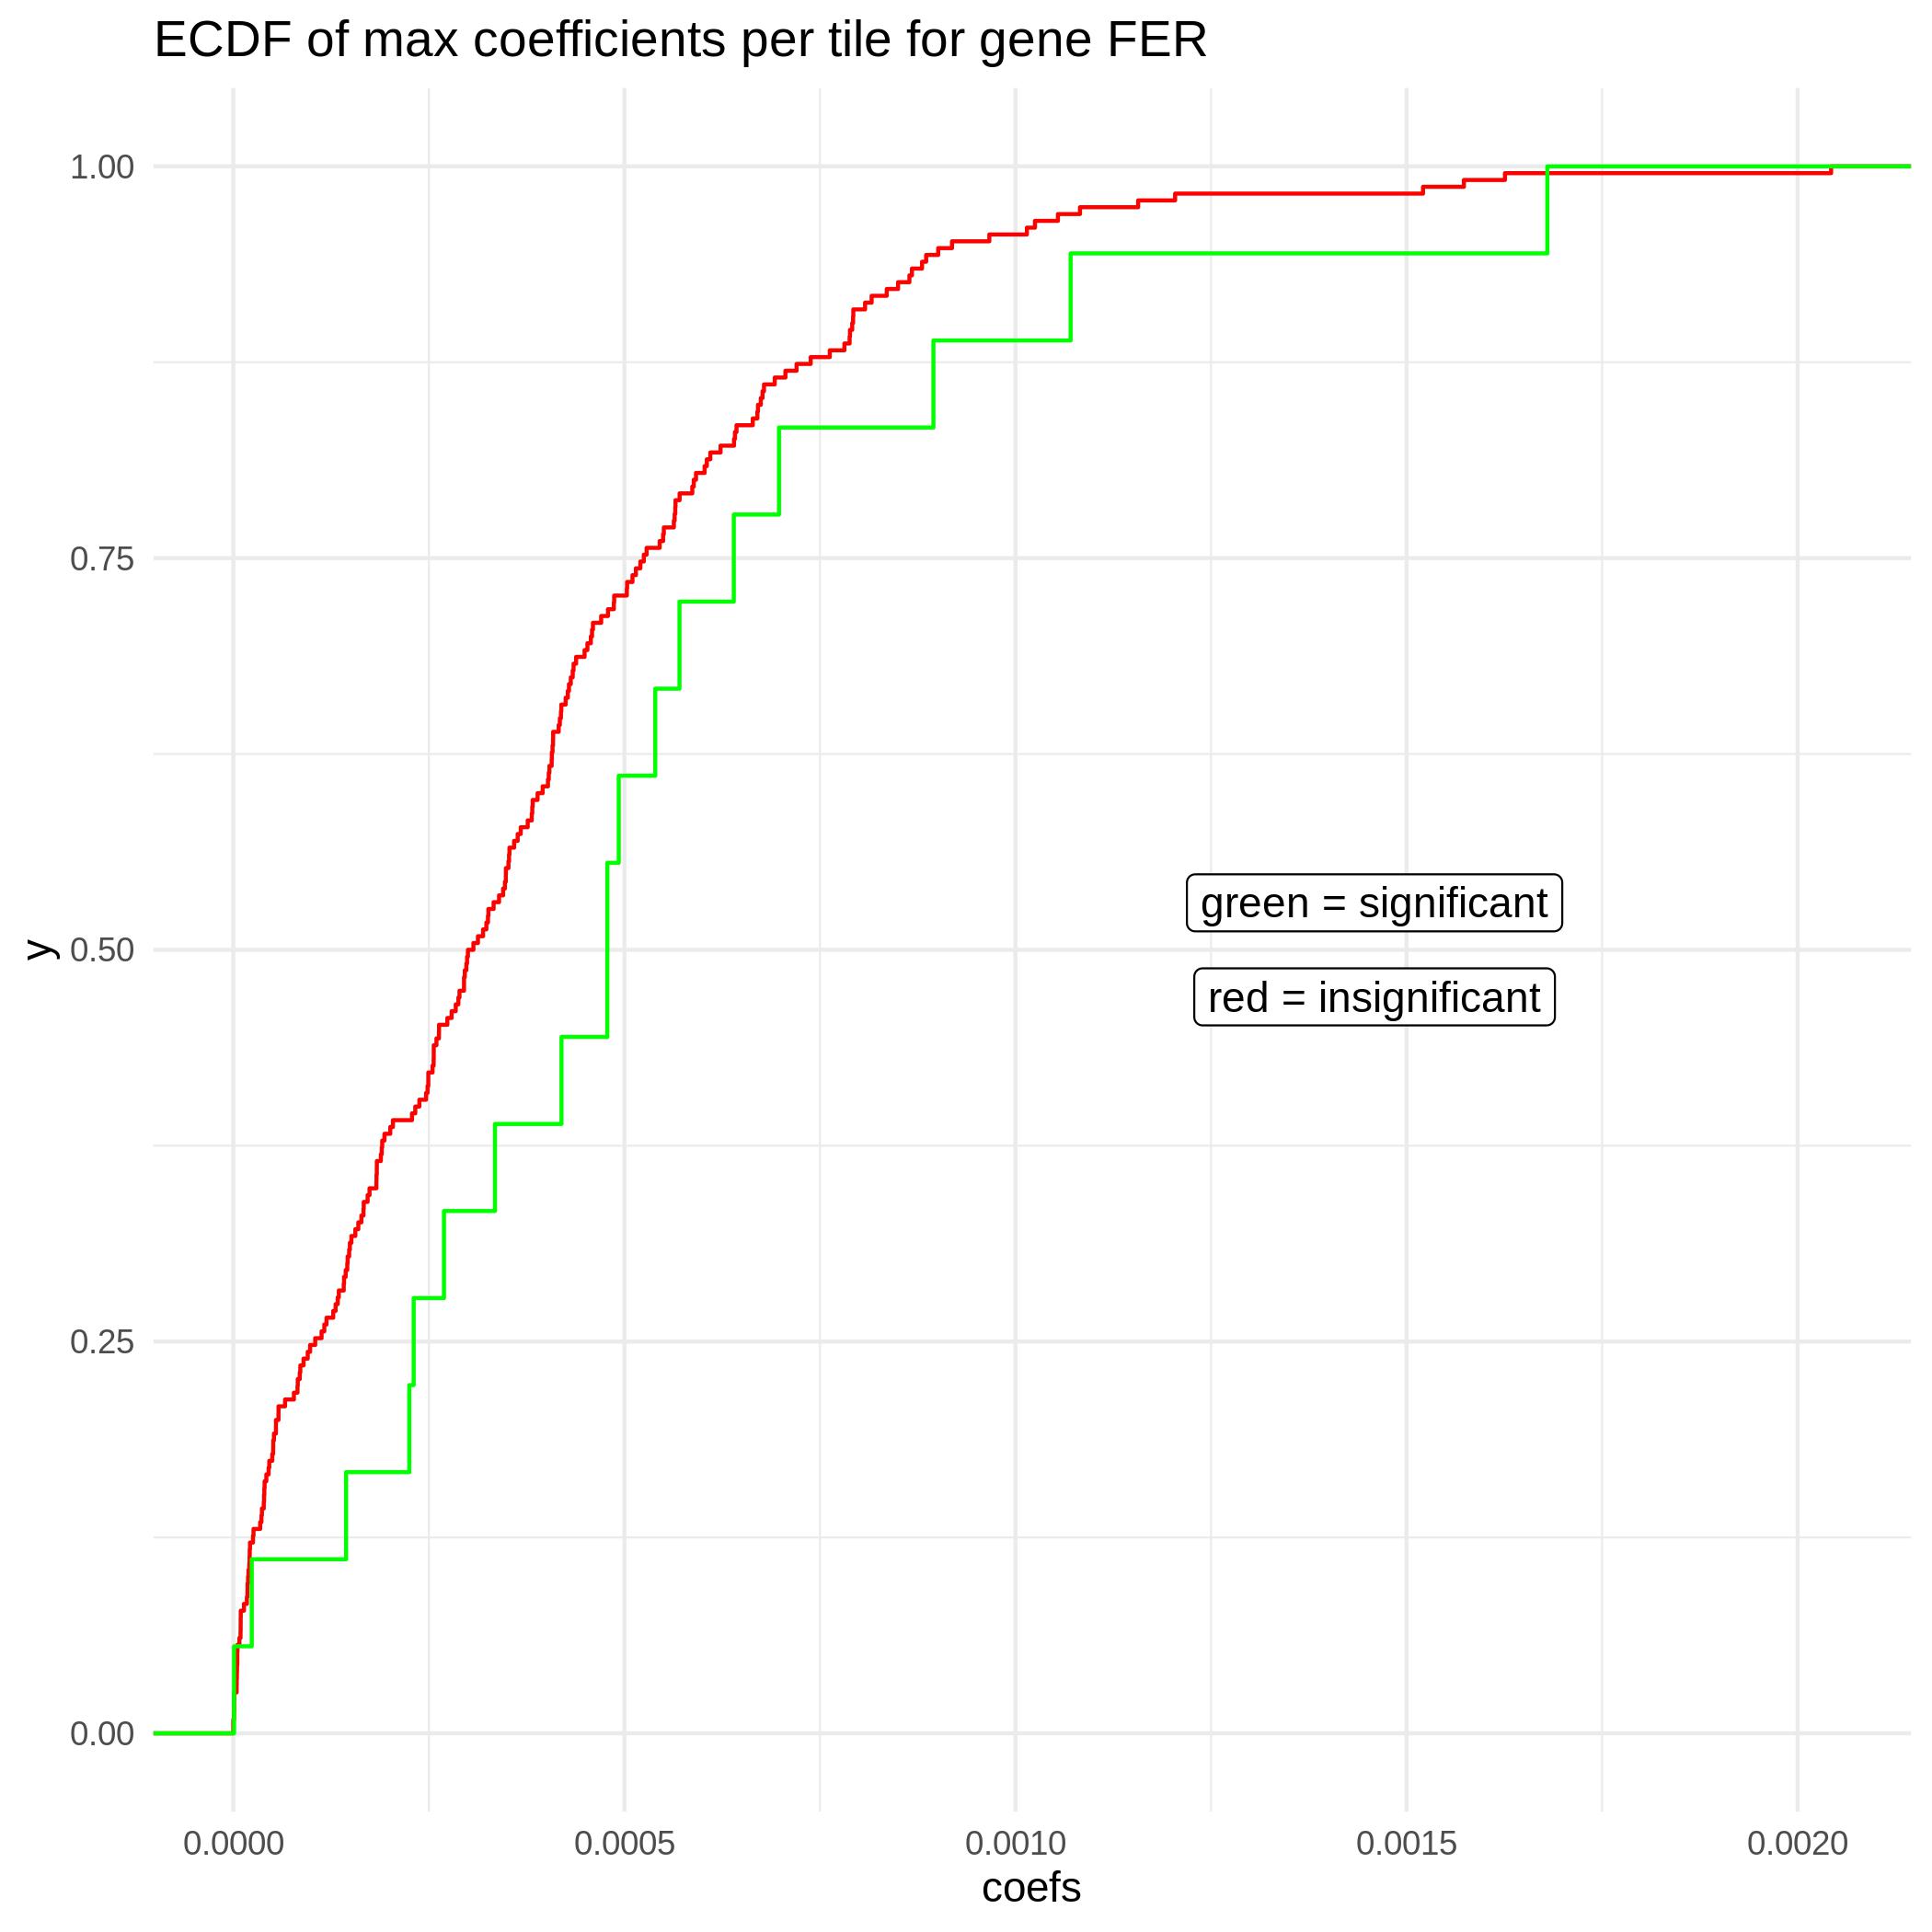 ECDF of max coefficients per tile for gene FER
1.00
0.75
0.50
0.25
0.00
y
green = significant
red = insignificant
0.0000 0.0005 0.0010 0.0015 0.0020
coefs